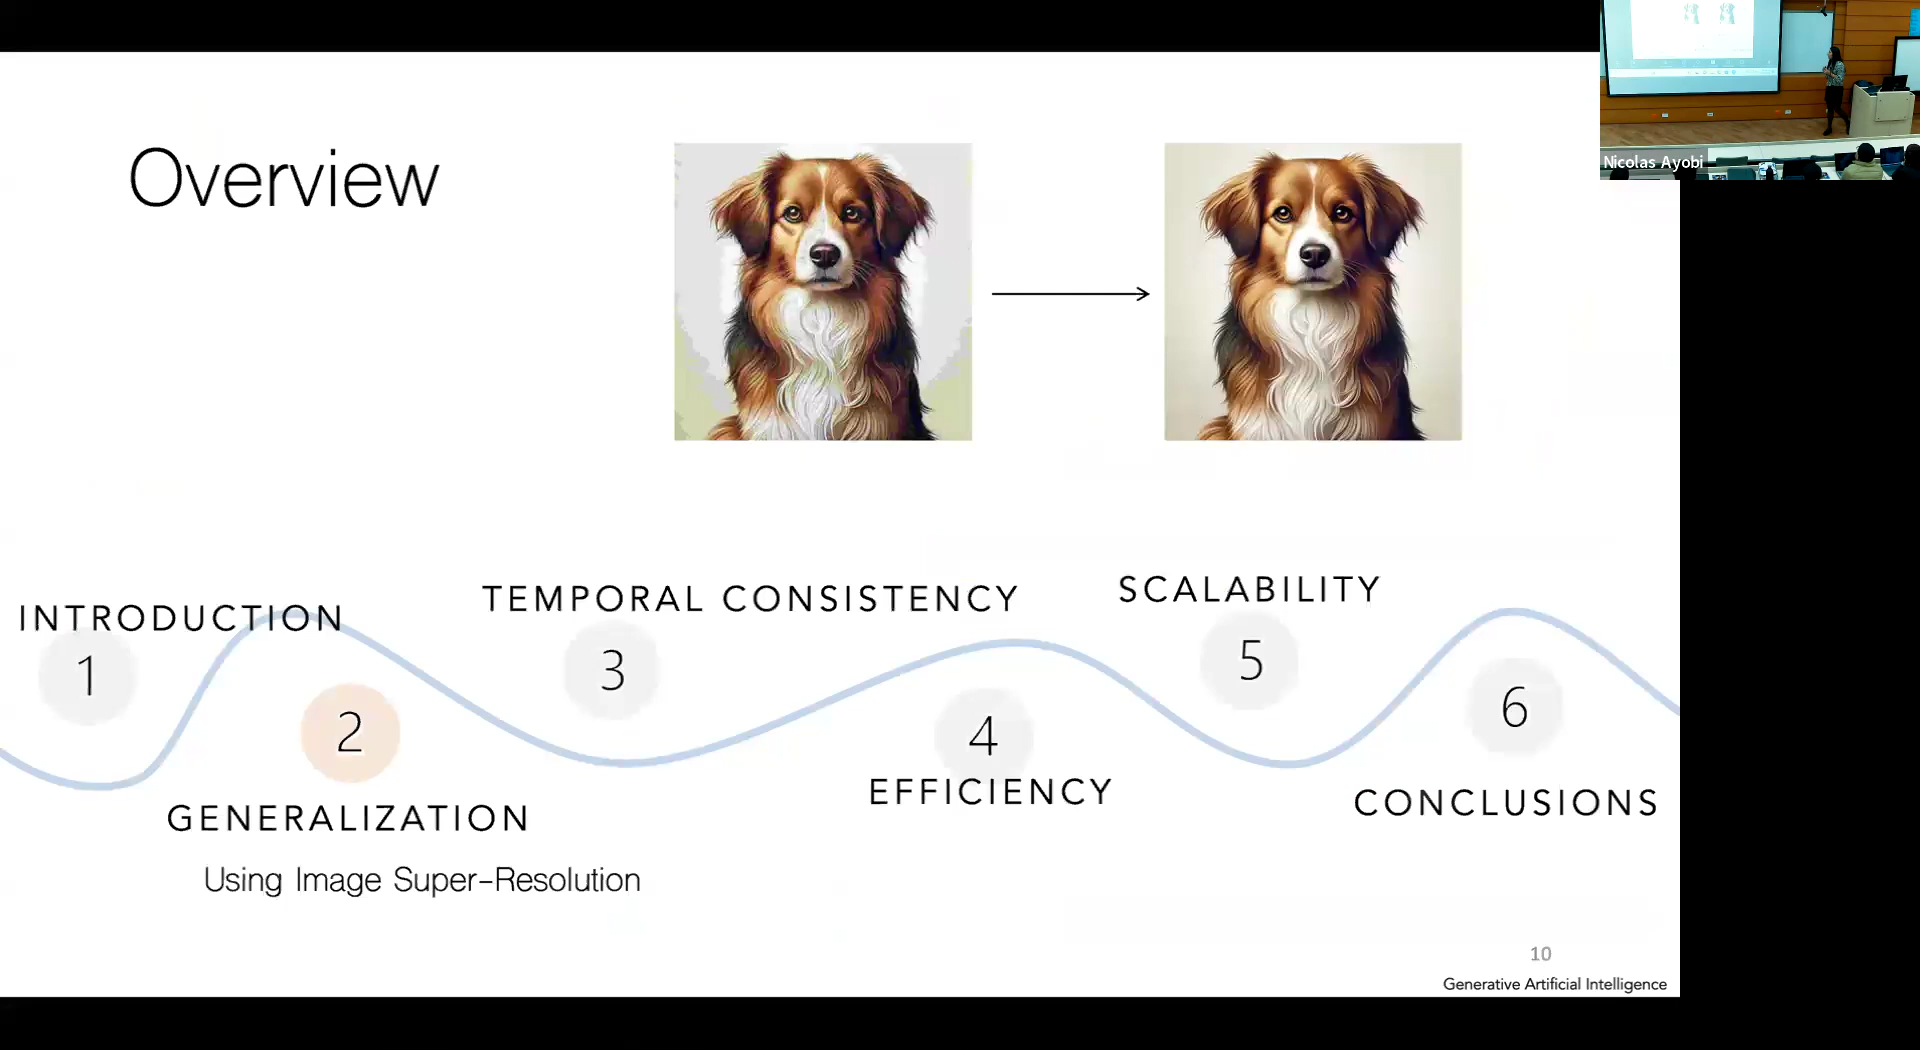 Nicolas Ayobi
Overview
INTRODUCTION
1
2
GENERALIZATION
Using Image Super-Resolution
TEMPORAL CONSISTENCY
3
4
EFFICIENCY
SCALABILITY
5
6
CONCLUSIONS
10
Generative Artificial Intelligence